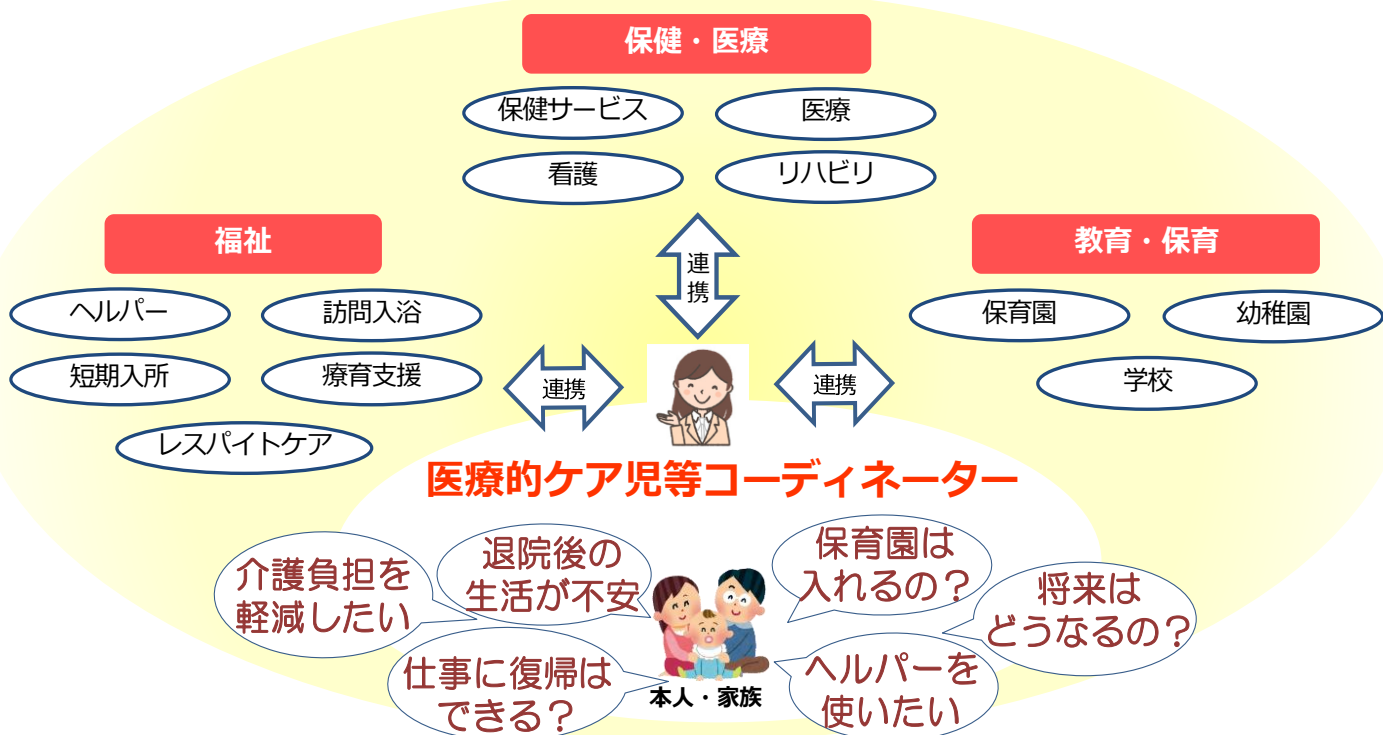 保健・医療
保健サービス
医療
看護
リハビリ
福祉
ヘルパー
訪問入浴
短期入所
療育支援
レスパイトケア
教育・保育
保育園
幼稚園
学校
連
携
連携
連携
医療的ケア児等コーディネーター
介護負担を
軽減したい
退院後の
生活が不安
保育園は
入れるの？
将来は
どうなるの？
仕事に復帰は
できる？
ヘルパーを
使いたい
本人・家族